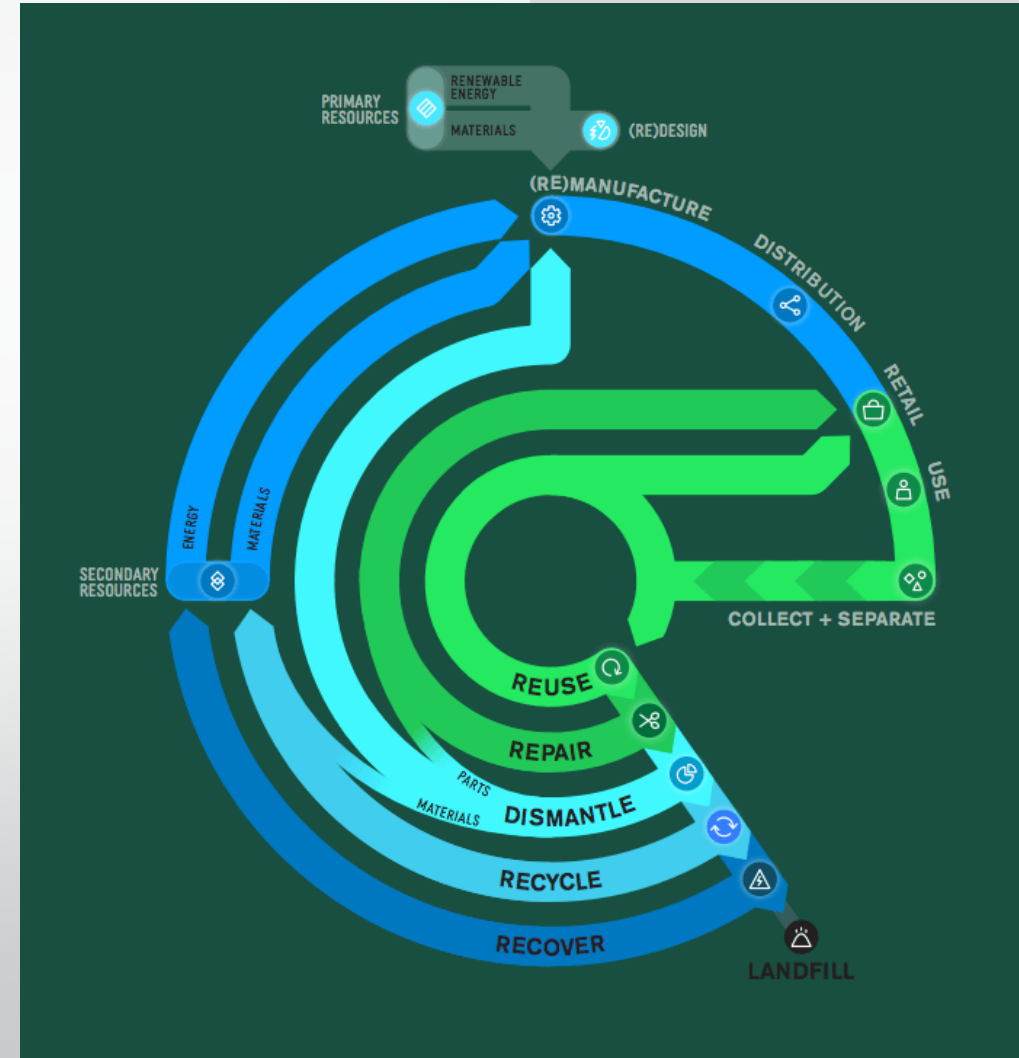 RENEWABLE
ENERGY
PRIMARY
RESOURCES
MATERIALS
(RE)DESIGN
(RE)MANUFACTURE
DISTRIBUTION
RETAIL
USE
ENERGY
MATERIALS
SECONDARY
RESOURCES
COLLECT + SEPARATE
REUSE
REPAIR
PARTS
MATERIALS
DISMANTLE
RECYCLE
RECOVER
LANDFILL